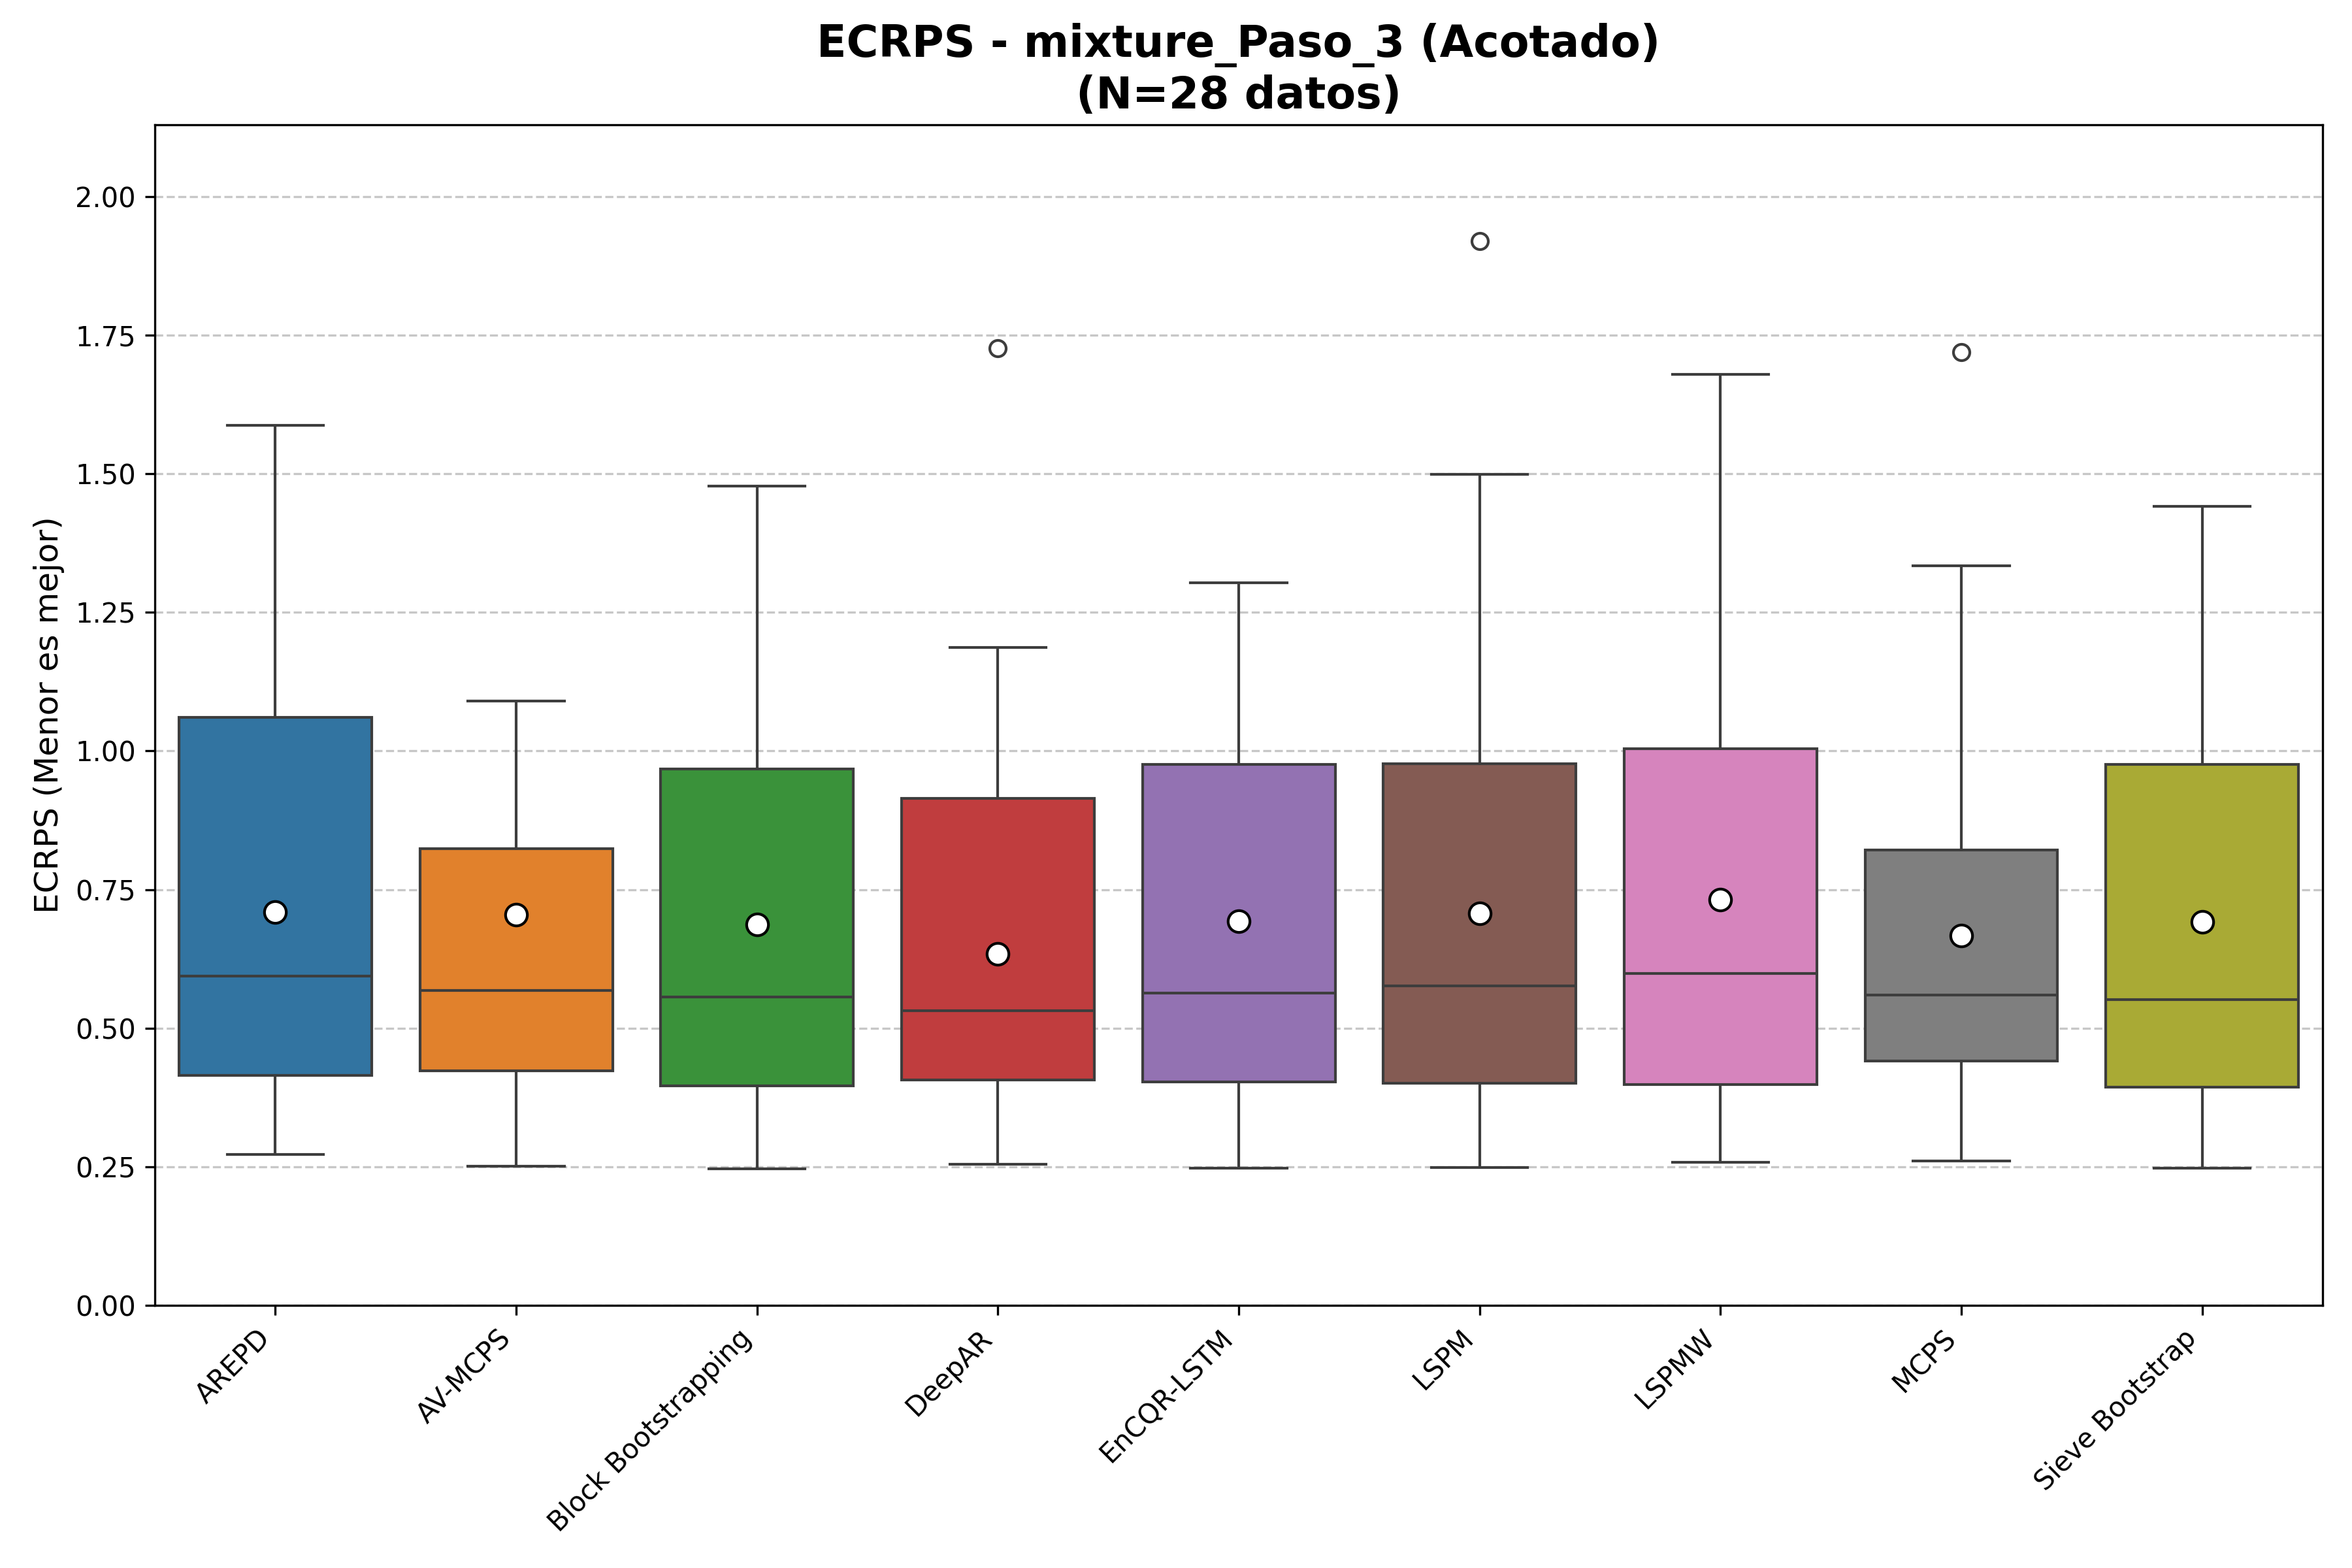 ECRPS - mixture_Paso_3 (Acotado)
(N=28 datos)
ECRPS (Menor es mejor)
2.00
1.75
1.50
1.25
1.00
0.75
0.50
0.25
0.00
AREPD
AV-MCPS
Block Bootstrapping
DeepAR
EnCQR-LSTM
LSPM
LSPMW
MCPS
Sieve Bootstrap